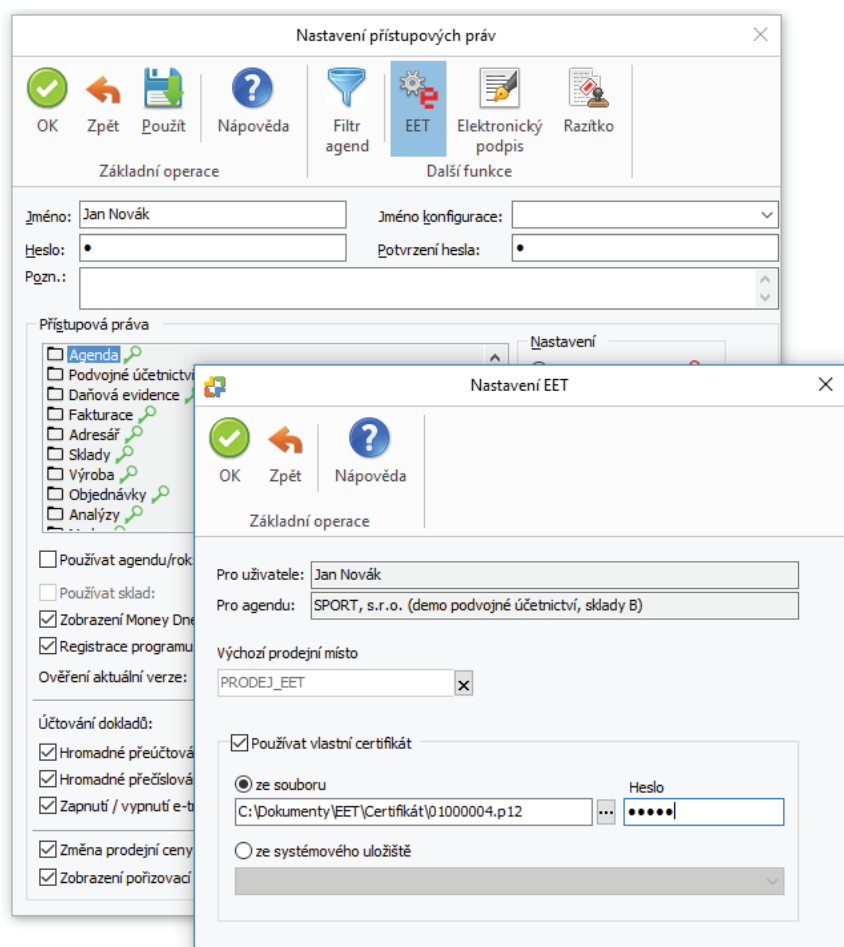 Nastavení přístupových práv
OK Zpět Použít Nápověda Filtr agend EET Elektronický podpis Razítko
Základní operace Další funkce
Jméno: Jan Novák Jméno konfigurace:
Heslo: • Potvrzení hesla: •
Pozn.:
Přístupová práva
Nastavení
Agenda
Podvojné účetnictví
Daňová evidence
Fakturace
Adresář
Sklady
Výroba
Objednávky
Analýzy
Používat agendu/rok
Používat sklad:
Zobrazení Money Dne
Registrace programu
Ověření aktuální verze:
Účtování dokladů:
Hromadné přeúčtová
Hromadné přečíslová
Zapnutí / vypnutí e-t
Změna prodejní ceny
Zobrazení pořizovací
Nastavení EET
OK Zpět Nápověda
Základní operace
Pro uživatele: Jan Novák
Pro agendu: SPORT, s.r.o. (demo podvojné účetnictví, sklady B)
Výchozí prodejní místo
PRODEJ_EET
Používat vlastní certifikát
ze souboru Heslo
C:\Dokumenty\EET\Certifikát\01000004.p12 ... •••••
ze systémového uložiště